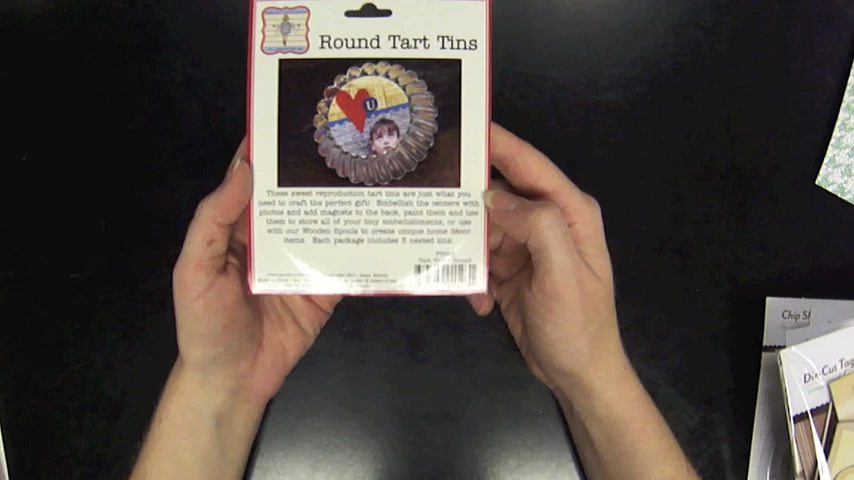 Round Tart Tins
U
These sweet reproduction tart tins are just what you
need to craft the perfect gift! Embellish the centers with
photos and add magnets to the back, paint them and use
them to store all of your tiny embellishments, or use
with our Wooden Spools to create unique home décor
items. Each package includes 3 nested tins.
Chip
Die Cut Tag